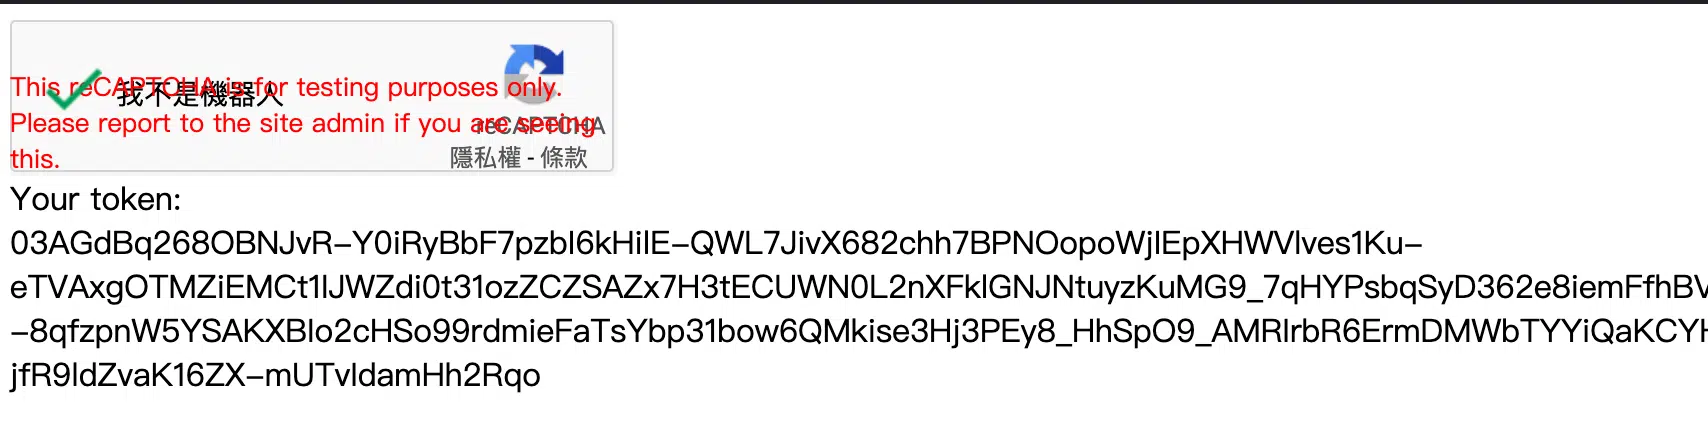 This reCAPTCHA is for testing purposes only.
Please report to the site admin if you are seeing
this.
我不是機器人
reCAPTCHA
隱私權 - 條款
Your token:
03AGdBq268OBNJvR-Y0iRyBbF7pzbl6kHilE-QWL7JivX682chh7BPNOopoWjlEpXHWVlves1Ku-
eTVAxgOTMZiEMCt1lJWZdi0t31ozZCZSAZx7H3tECUWN0L2nXFklGNJNtuyzKuMG9_7qHYPsbqSyD362e8iemFfhBV
-8qfzpnW5YSAKXBlo2cHSo99rdmieFaTsYbp31bow6QMkise3Hj3PEy8_HhSpO9_AMRlrbR6ErmDMWbTYYiQaKCYH
jfR9ldZvaK16ZX-mUTvldamHh2Rqo